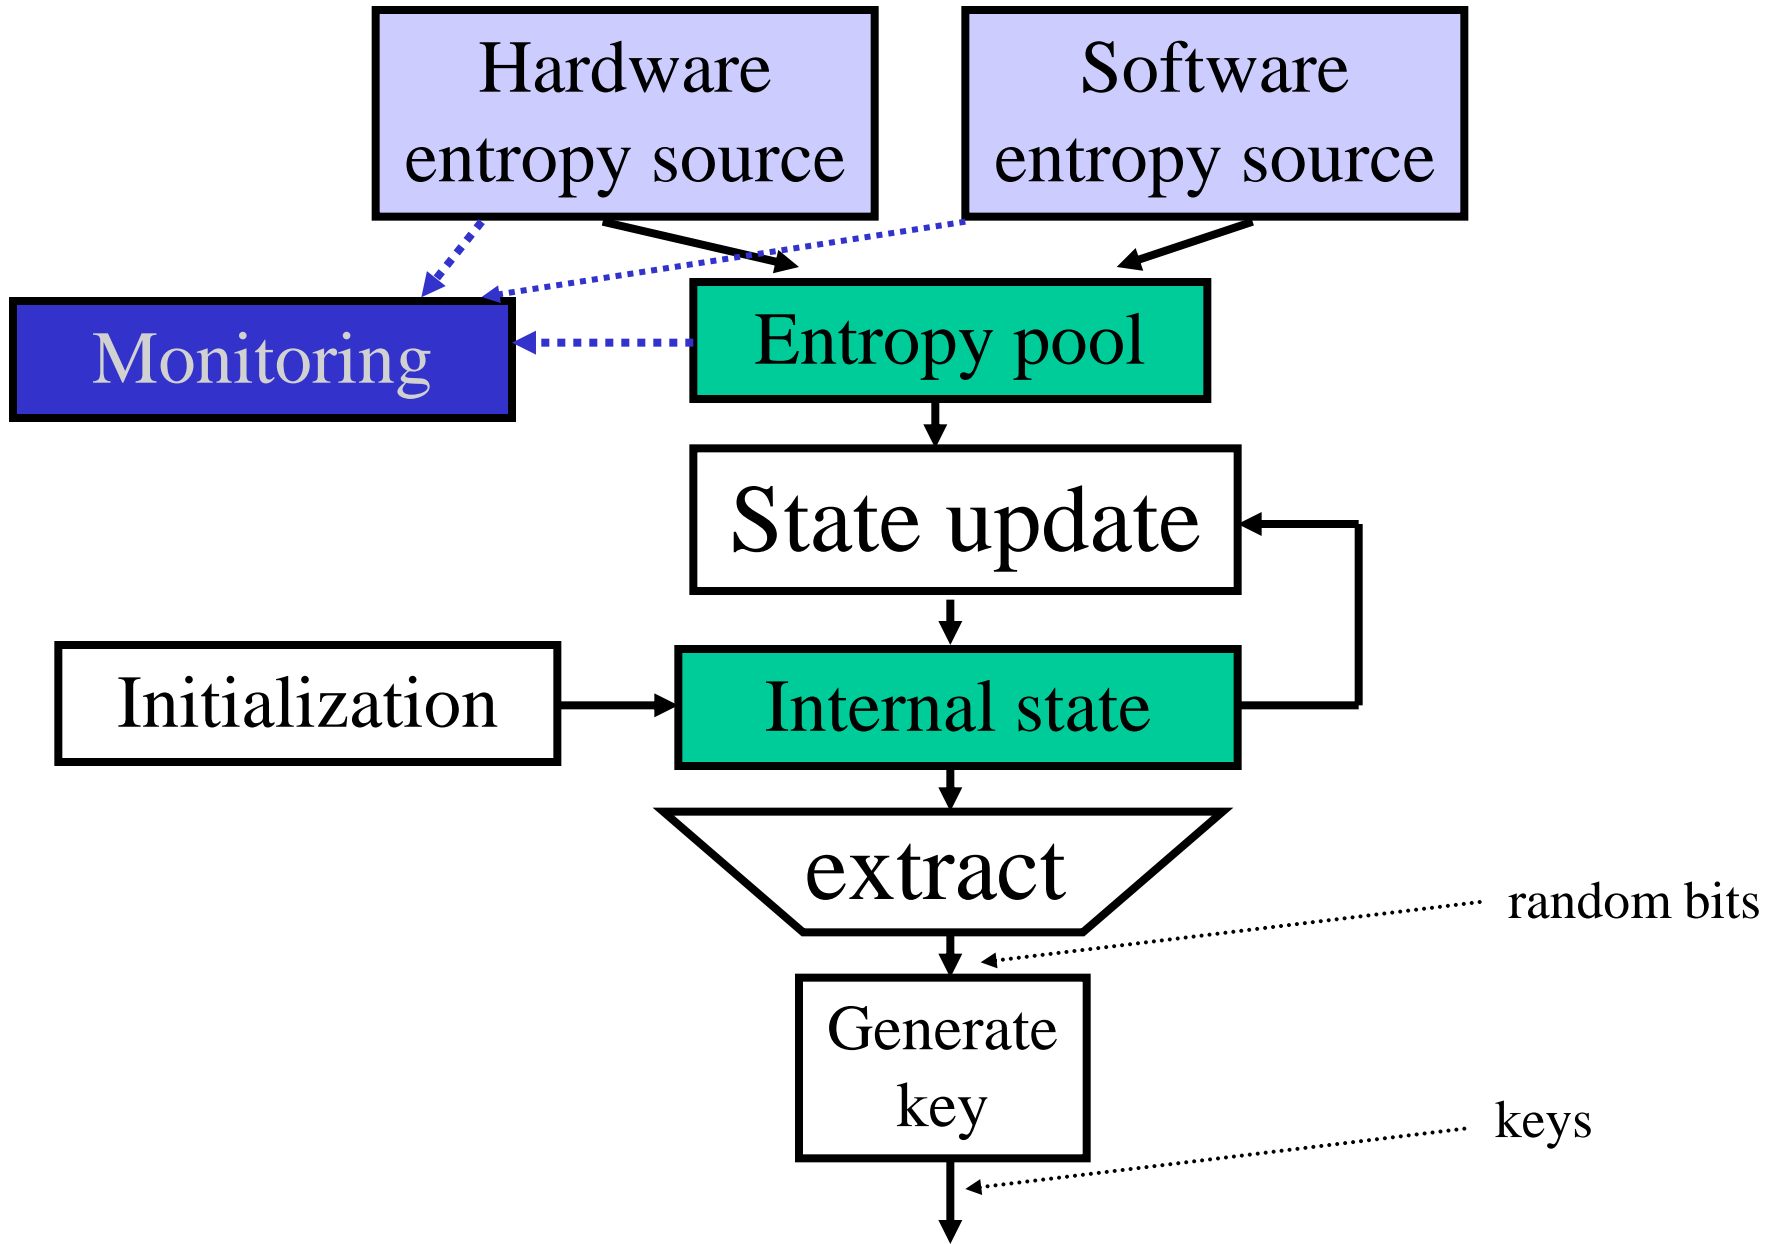 Hardware
entropy source
Software
entropy source
Monitoring
Entropy pool
State update
Initialization
Internal state
extract
random bits
Generate
key
keys